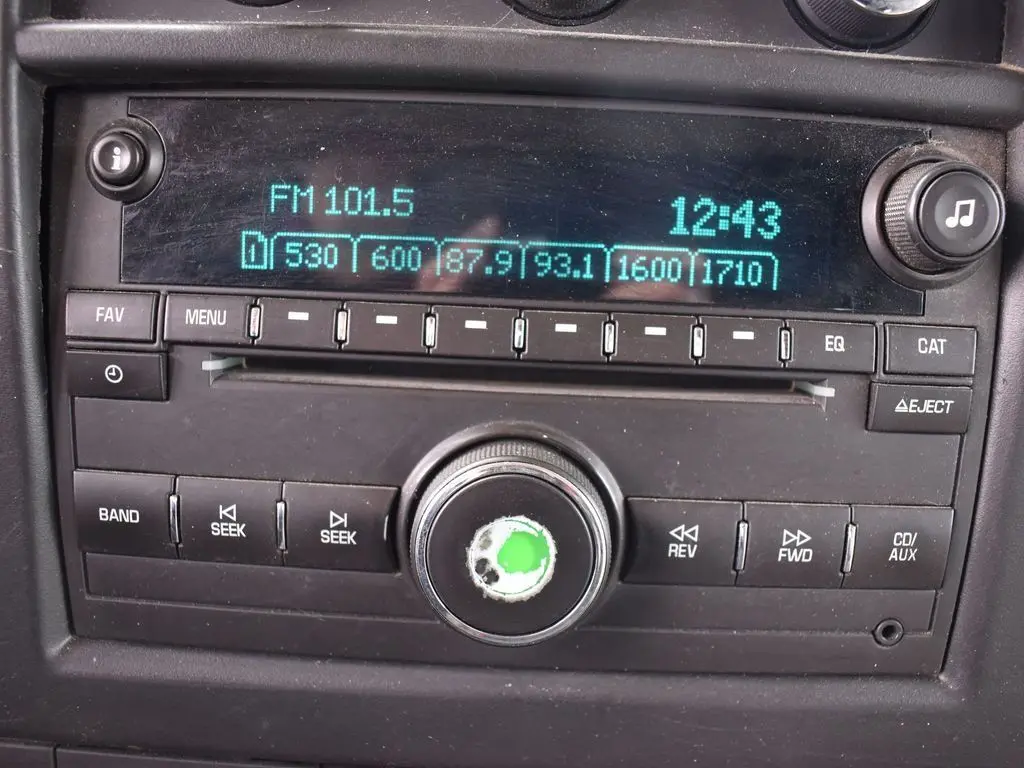 i
FM 101.5
12:43
1 530 600 87.9 93.1 1600 1710
FAV
MENU
EQ
CAT
EJECT
BAND
SEEK
SEEK
REV
FWD
CD/
AUX